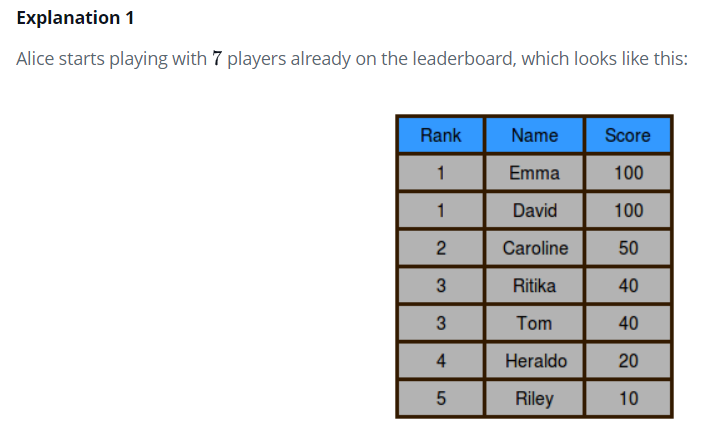 Explanation 1
Alice starts playing with 7 players already on the leaderboard, which looks like this:
Rank Name Score
1 Emma 100
1 David 100
2 Caroline 50
3 Ritika 40
3 Tom 40
4 Heraldo 20
5 Riley 10